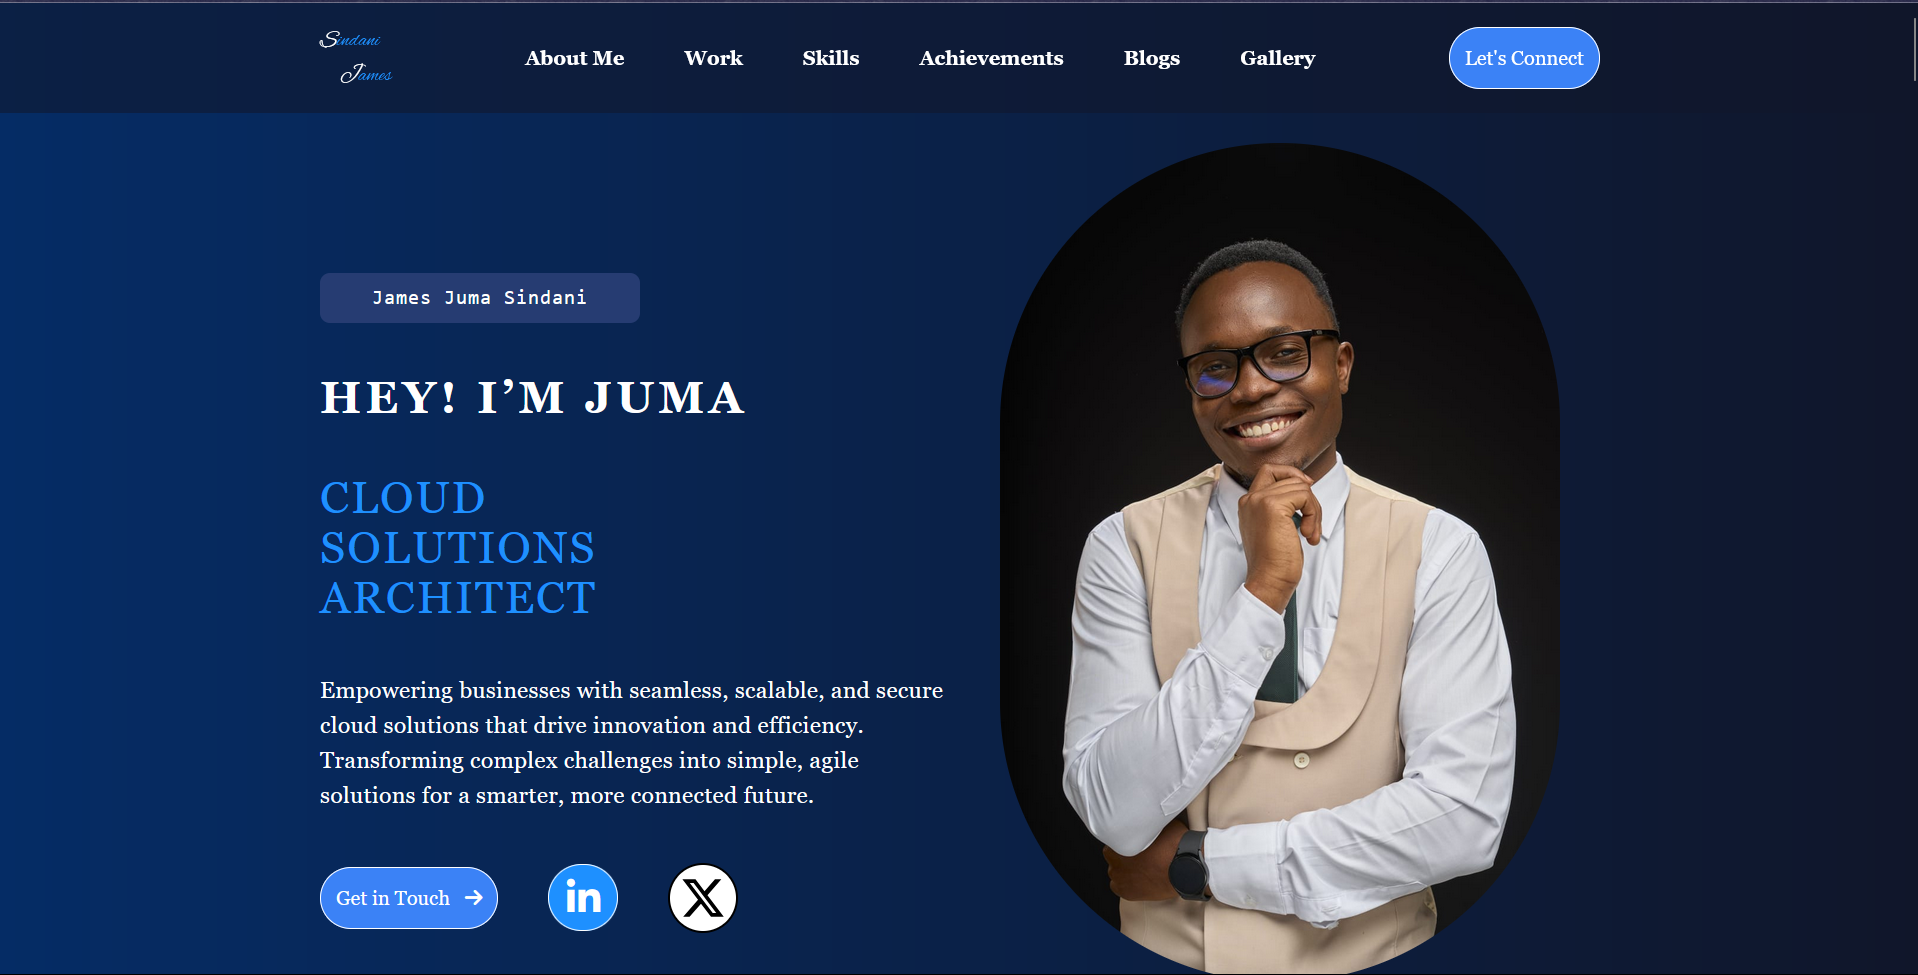 Sindani
James
About Me
Work
Skills
Achievements
Blogs
Gallery
Let's Connect
James Juma Sindani
HEY! I’M JUMA
CLOUD
SOLUTIONS
ARCHITECT
Empowering businesses with seamless, scalable, and secure
cloud solutions that drive innovation and efficiency.
Transforming complex challenges into simple, agile
solutions for a smarter, more connected future.
Get in Touch
in
X